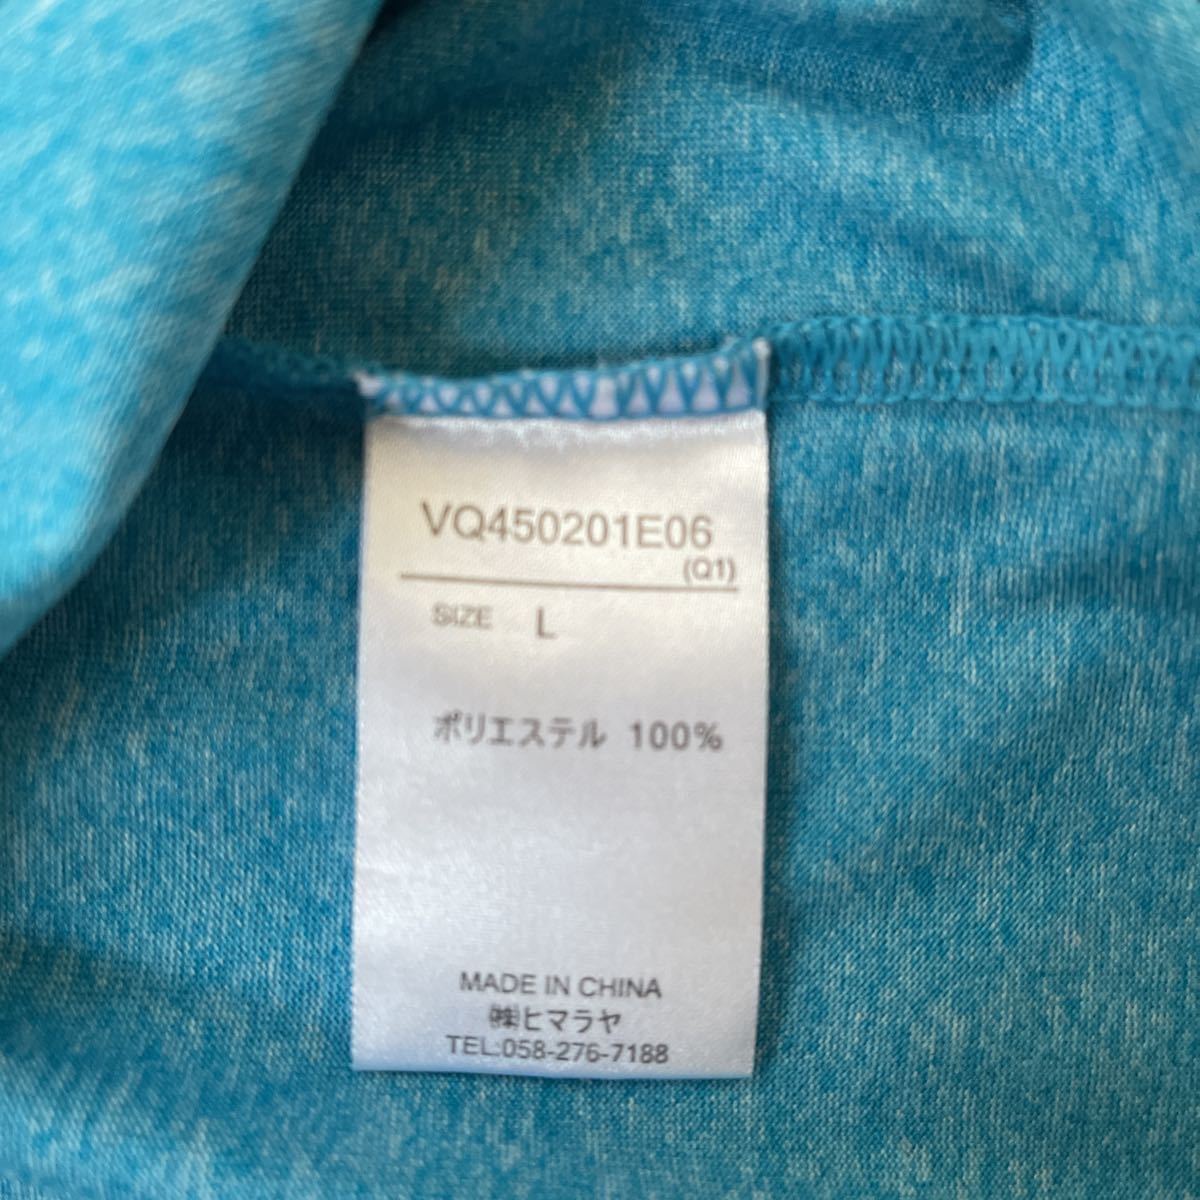 VQ450201E06
(Q1)
SIZE L
ポリエステル 100%
MADE IN CHINA
㈱ヒマラヤ
TEL:058-276-7188